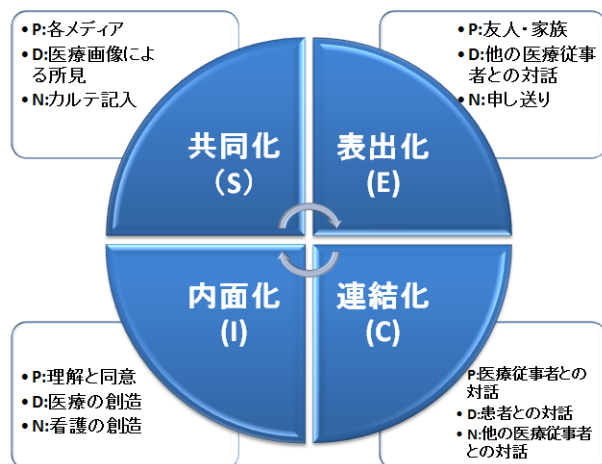 • P:各メディア
• D:医療画像によ
る所見
• N:カルテ記入
• P:友人・家族
• D:他の医療従事
者との対話
• N:申し送り
共同化
(S)
表出化
(E)
内面化
(I)
連結化
(C)
• P:理解と同意
• D:医療の創造
• N:看護の創造
P:医療従事者との
対話
• D:患者との対話
• N:他の医療従事者
との対話